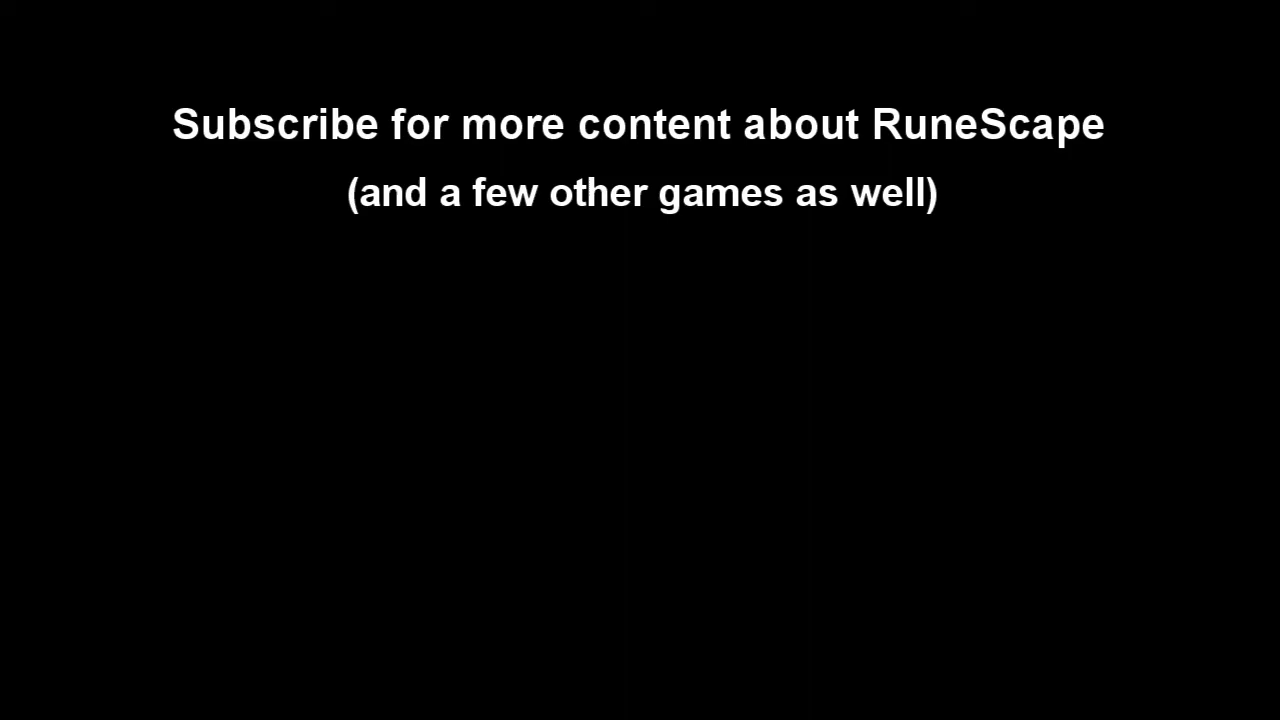 Subscribe for more content about RuneScape
(and a few other games as well)